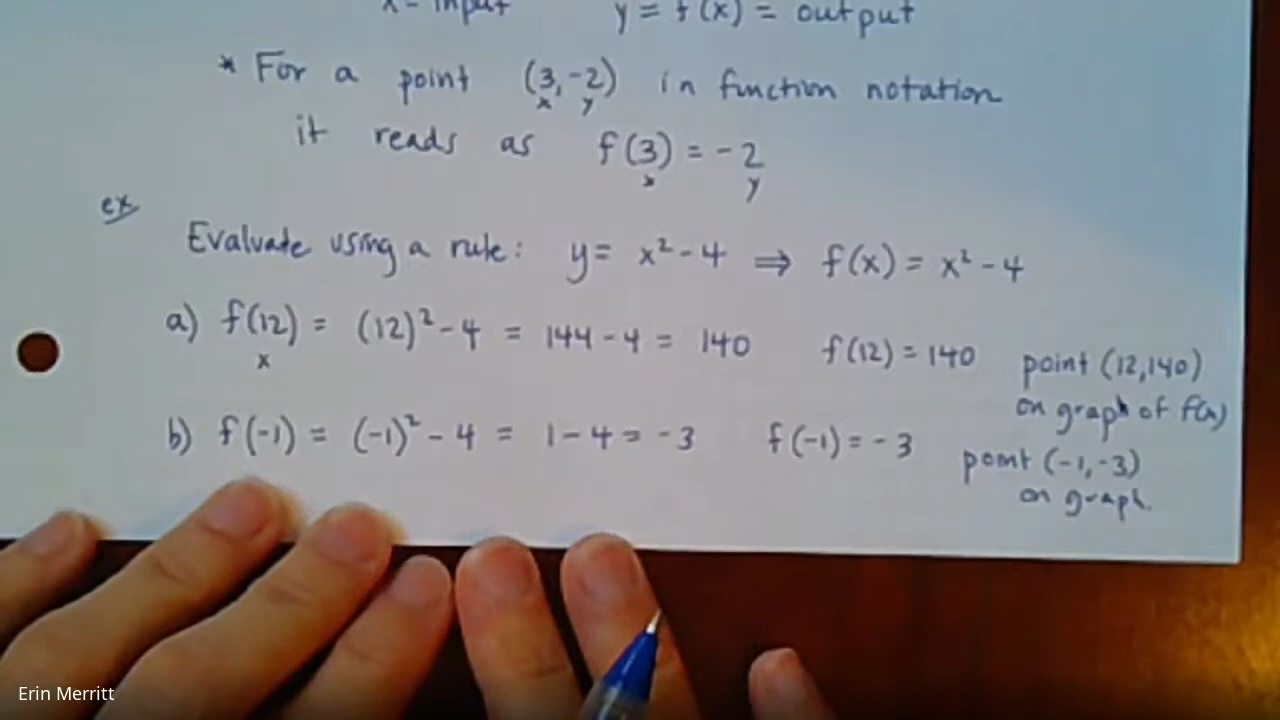 x = input y = f(x) = output
* For a point (3, -2) in function notation
x y
it reads as f(3) = -2
x y
ex
Evaluate using a rule: y = x² - 4 ⟹ f(x) = x² - 4
a) f(12) = (12)² - 4 = 144 - 4 = 140 f(12) = 140 point (12,140)
x
on graph of f(x)
b) f(-1) = (-1)² - 4 = 1 - 4 = -3 f(-1) = -3 point (-1,-3)
on graph.
Erin Merritt